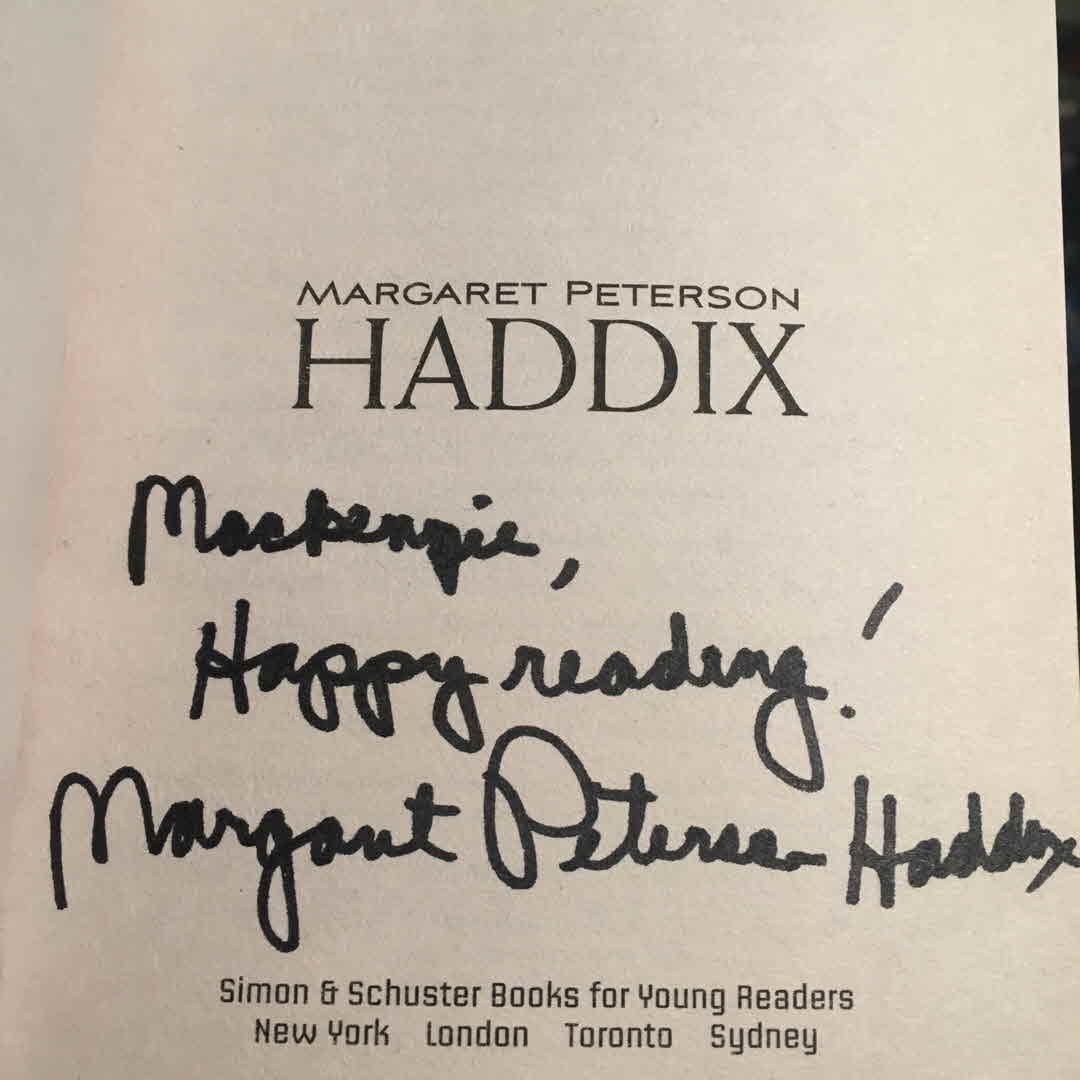 MARGARET PETERSON
HADDIX
Mackenzie,
Happy reading!
Margaret Peterson Haddix
Simon & Schuster Books for Young Readers
New York London Toronto Sydney